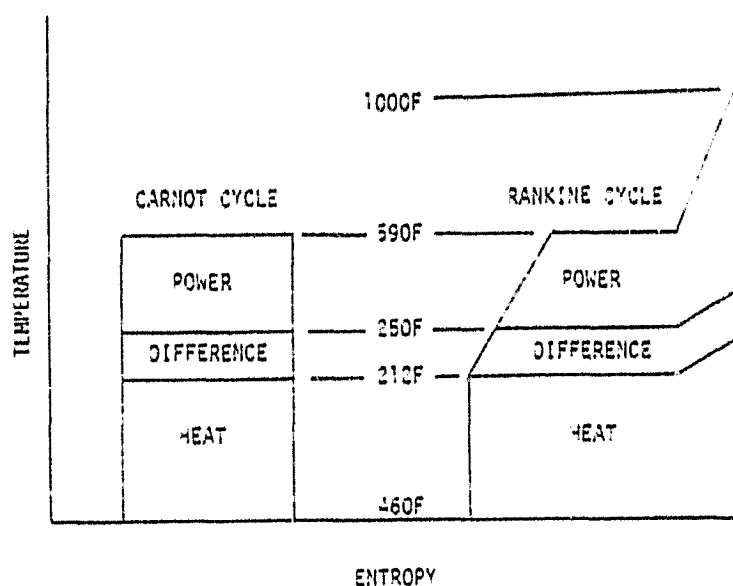 1000F
CARNOT CYCLE
RANKINE CYCLE
590F
POWER
POWER
250F
DIFFERENCE
DIFFERENCE
212F
HEAT
HEAT
460F
TEMPERATURE
ENTROPY